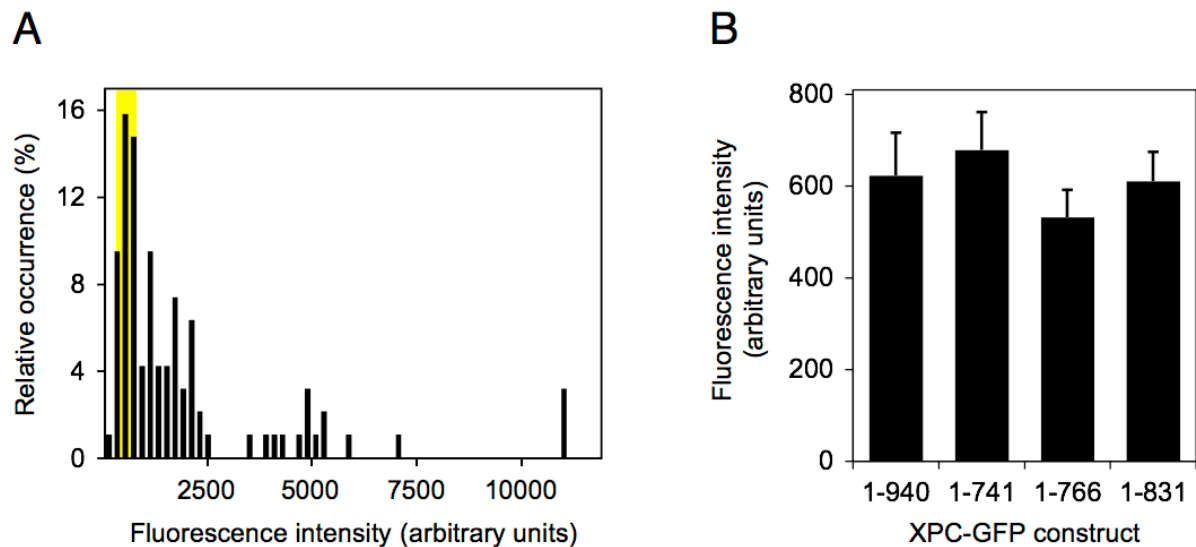 A
Relative occurrence (%)
16
12
8
4
0
2500
5000
7500
10000
Fluorescence intensity (arbitrary units)
B
Fluorescence intensity
(arbitrary units)
800
600
400
200
0
1-940
1-741
1-766
1-831
XPC-GFP construct